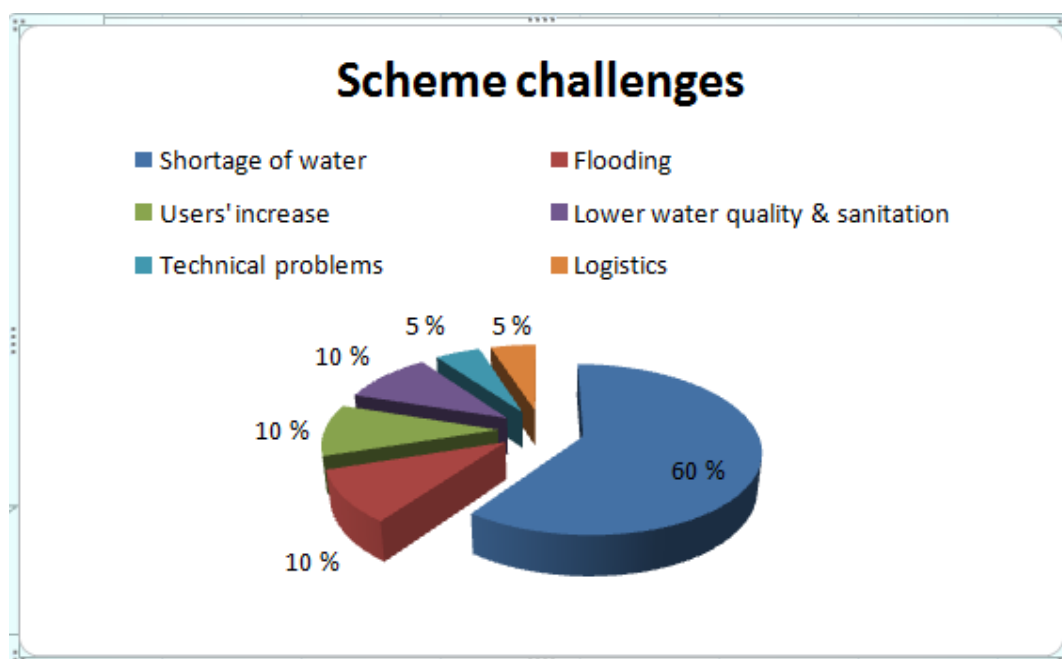 Scheme challenges
Shortage of water
Flooding
Users' increase
Lower water quality & sanitation
Technical problems
Logistics
5 %
5 %
10 %
10 %
60 %
10 %